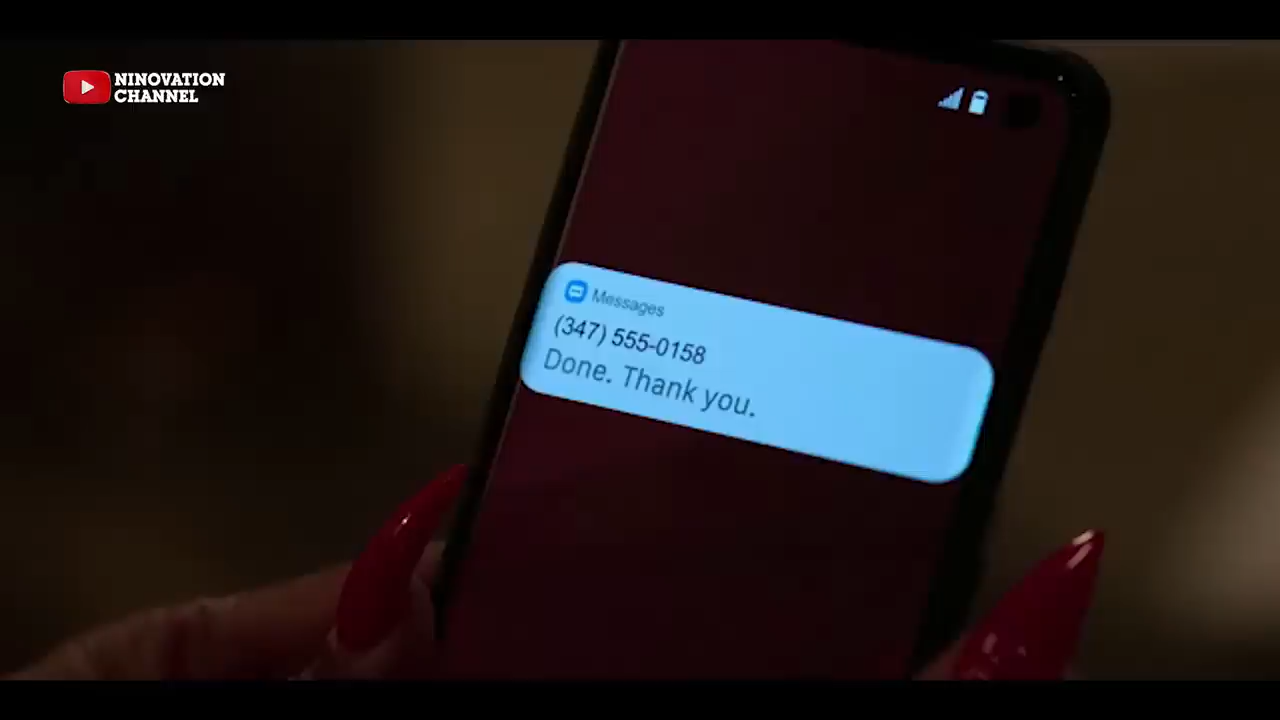 NINOVATION
CHANNEL
Messages
(347) 555-0158
Done. Thank you.